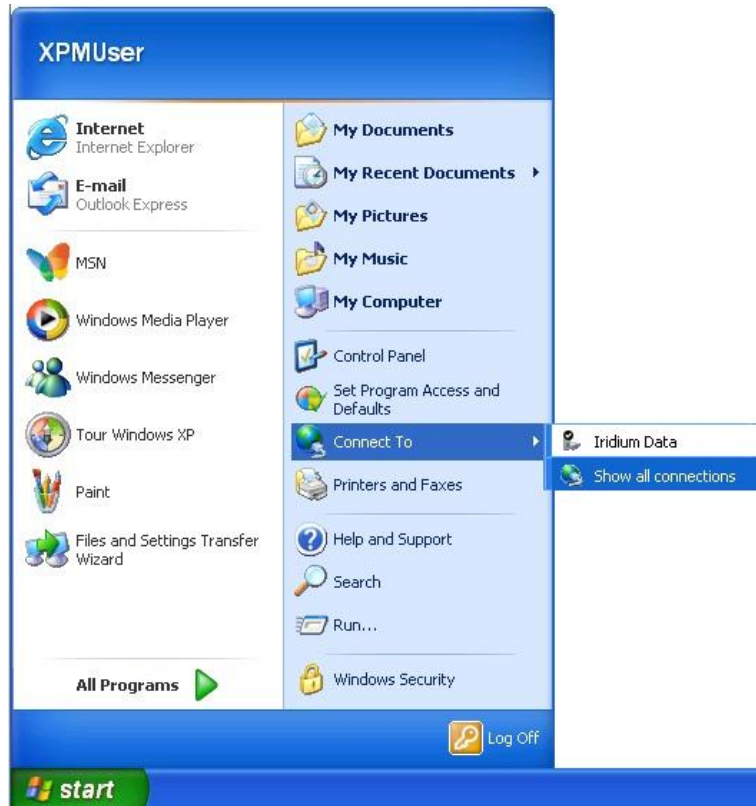 XPMUser
Internet
Internet Explorer
E-mail
Outlook Express
MSN
Windows Media Player
Windows Messenger
Tour Windows XP
Paint
Files and Settings Transfer
Wizard
All Programs
My Documents
My Recent Documents
My Pictures
My Music
My Computer
Control Panel
Set Program Access and
Defaults
Connect To
Printers and Faxes
Help and Support
Search
Run...
Windows Security
Iridium Data
Show all connections
Log Off
start